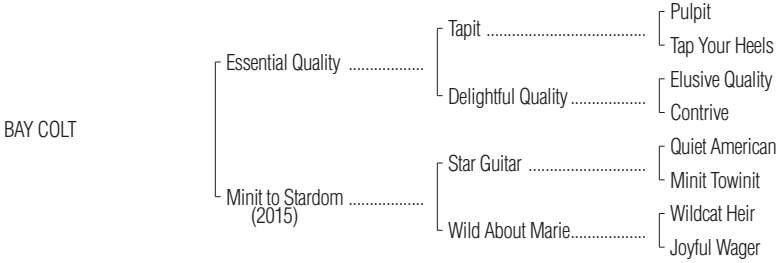 Pulpit
Tapit ......................................
Tap Your Heels
Essential Quality ..................
Elusive Quality
Delightful Quality..................
Contrive
BAY COLT
Quiet American
Star Guitar ............................
Minit Towinit
Minit to Stardom ..................
(2015)
Wildcat Heir
Wild About Marie..................
Joyful Wager